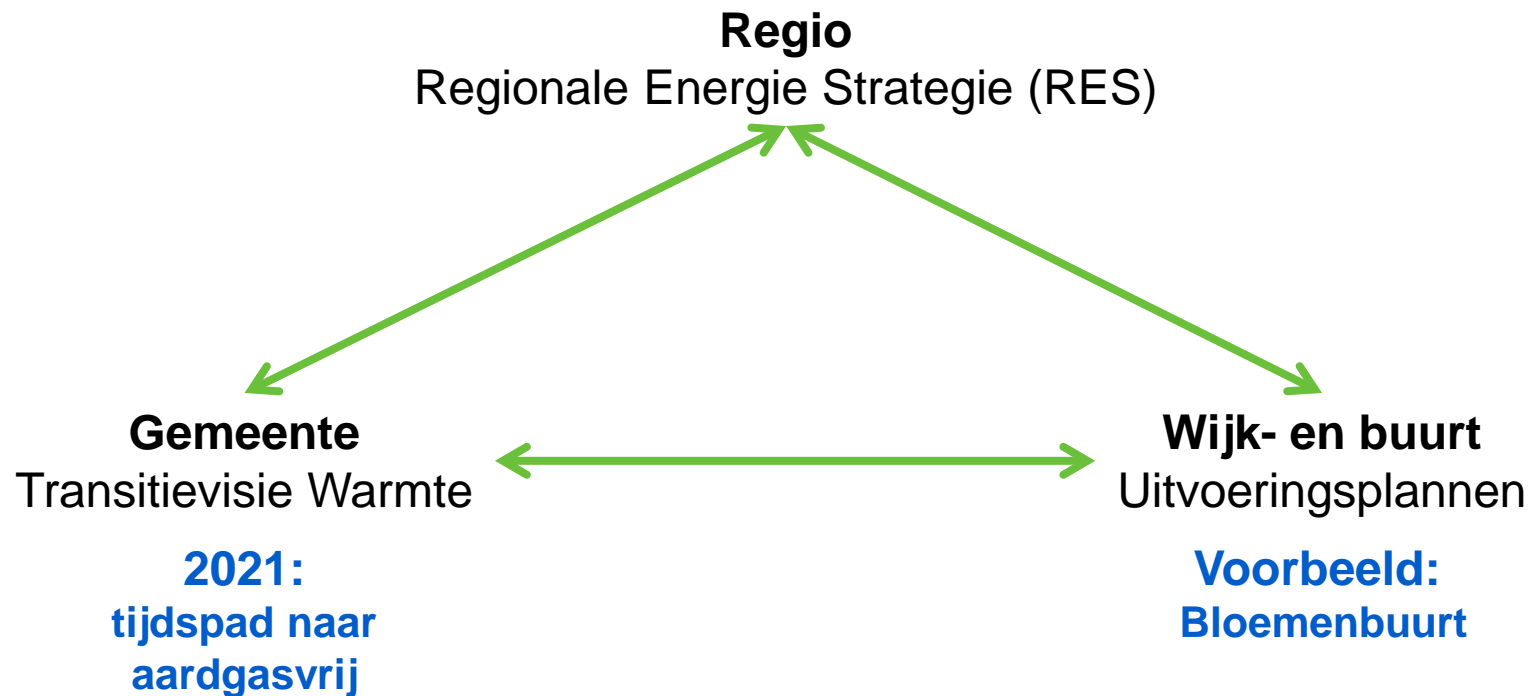 Regio
Regionale Energie Strategie (RES)
Gemeente
Transitievisie Warmte
2021:
tijdspad naar
aardgasvrij
Wijk- en buurt
Uitvoeringsplannen
Voorbeeld:
Bloemenbuurt